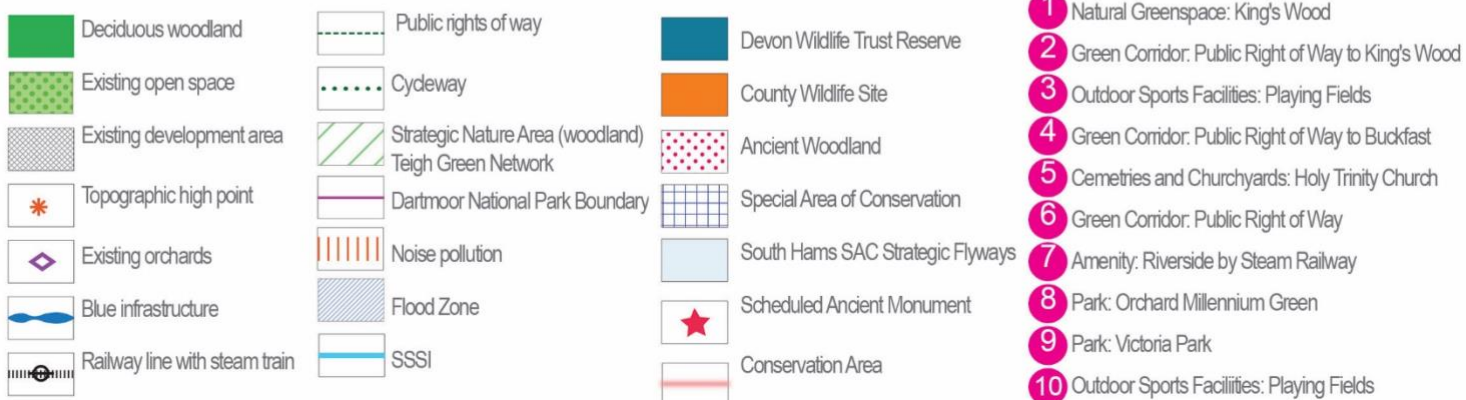 Deciduous woodland
Existing open space
Existing development area
Topographic high point
Existing orchards
Blue infrastructure
Railway line with steam train
Public rights of way
Cycleway
Strategic Nature Area (woodland)
Teigh Green Network
Dartmoor National Park Boundary
Noise pollution
Flood Zone
SSSI
Devon Wildlife Trust Reserve
County Wildlife Site
Ancient Woodland
Special Area of Conservation
South Hams SAC Strategic Flyways
Scheduled Ancient Monument
Conservation Area
1 Natural Greenspace: King's Wood
2 Green Corridor: Public Right of Way to King's Wood
3 Outdoor Sports Facilities: Playing Fields
4 Green Corridor: Public Right of Way to Buckfast
5 Cemetries and Churchyards: Holy Trinity Church
6 Green Corridor: Public Right of Way
7 Amenity: Riverside by Steam Railway
8 Park: Orchard Millennium Green
9 Park: Victoria Park
10 Outdoor Sports Faciliities: Playing Fields